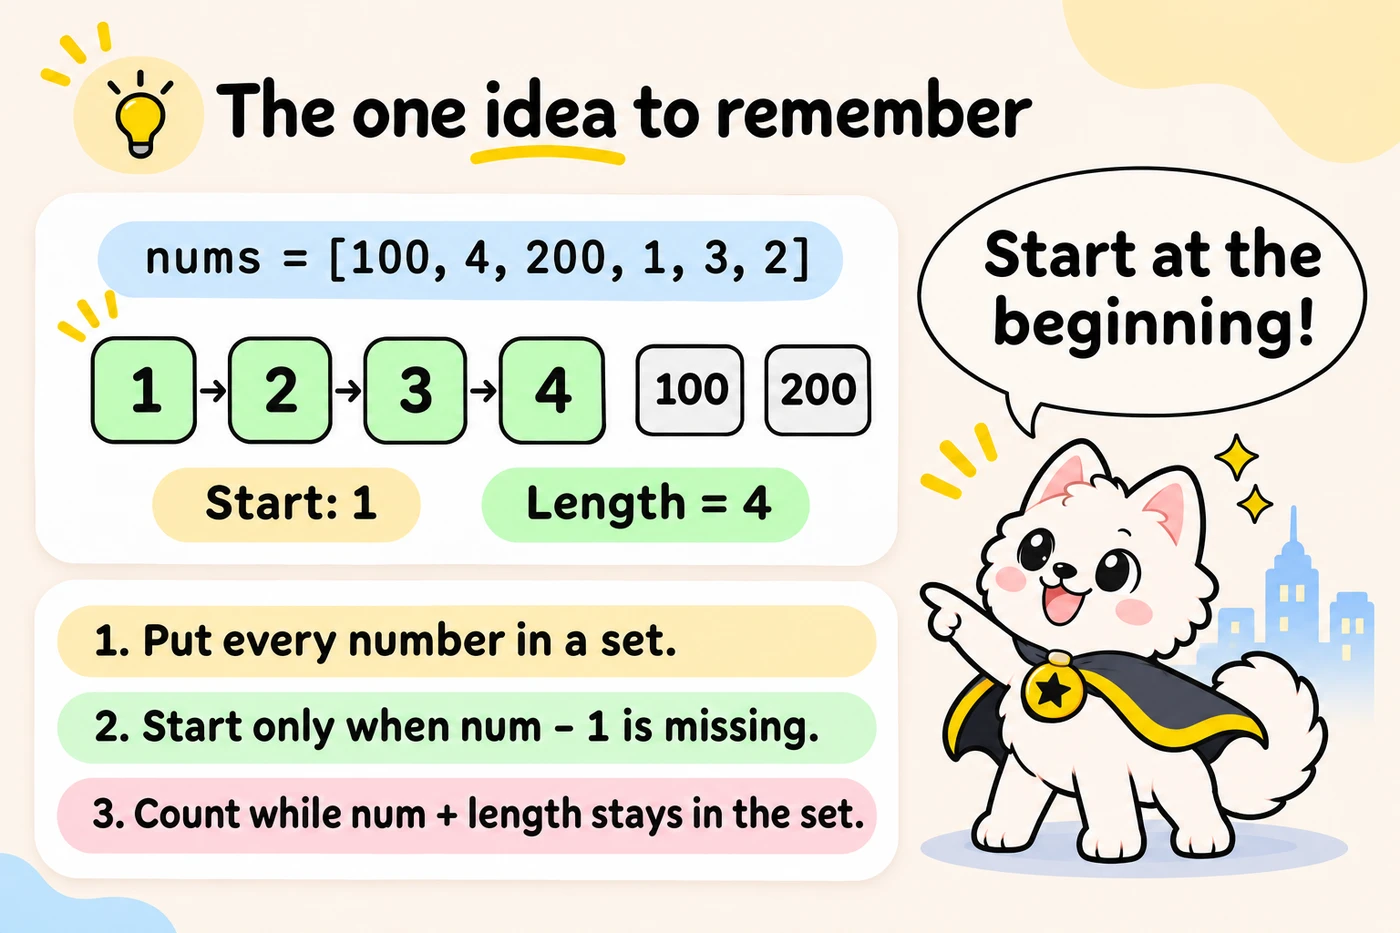 The one idea to remember
nums = [100, 4, 200, 1, 3, 2]
1 → 2 → 3 → 4 100 200
Start: 1 Length = 4
Start at the
beginning!
1. Put every number in a set.
2. Start only when num - 1 is missing.
3. Count while num + length stays in the set.